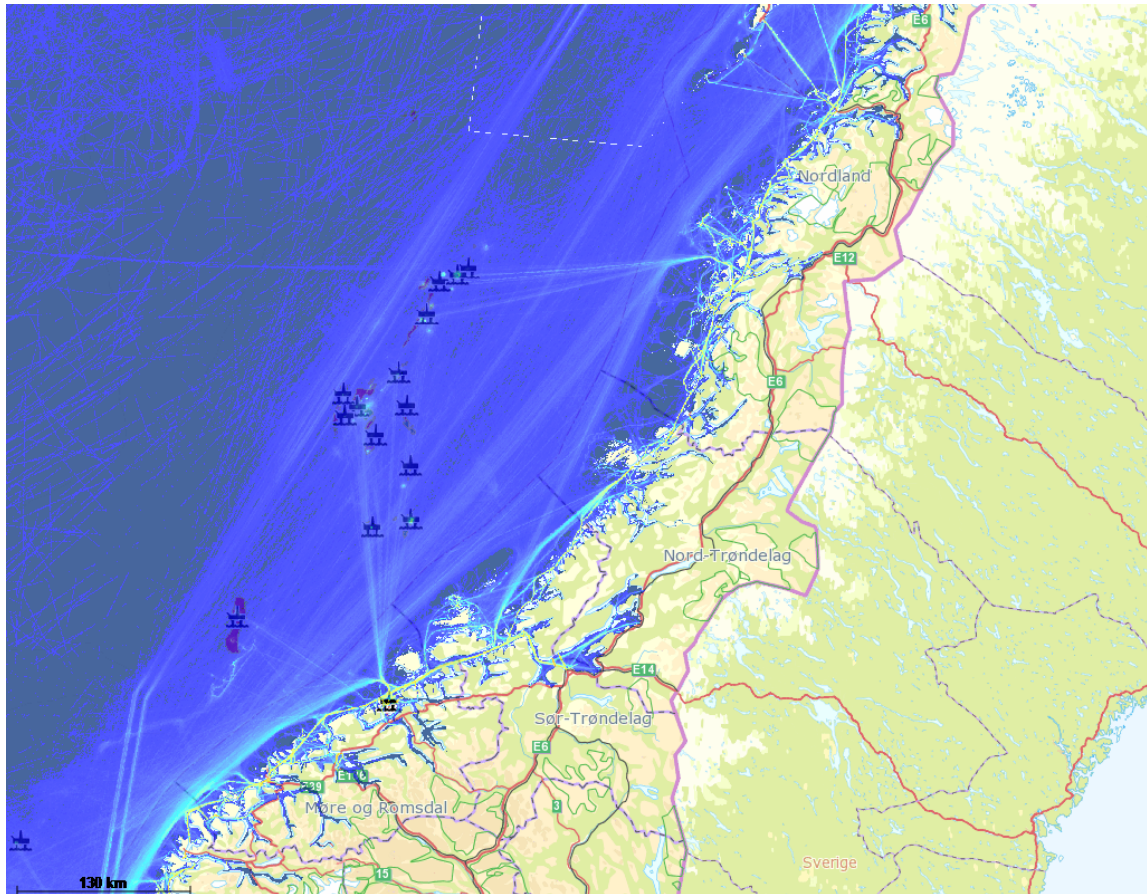 E6
Nordland
E12
E6
Nord-Trøndelag
E14
Sør-Trøndelag
E6
Møre og Romsdal
3
15
Sverige
130 km